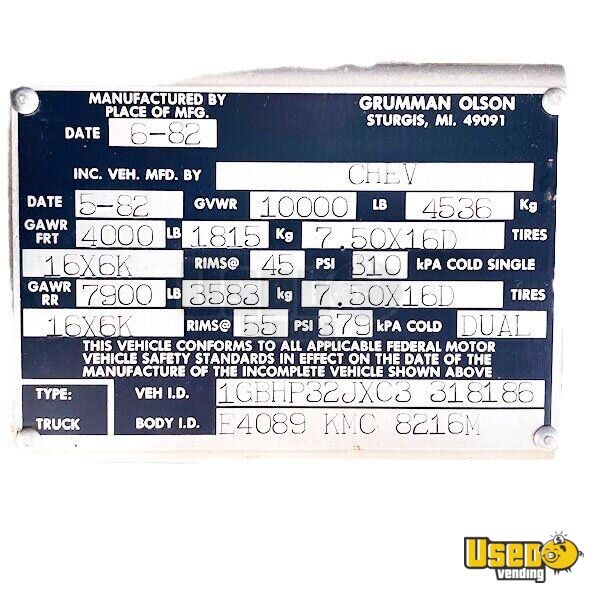 MANUFACTURED BY GRUMMAN OLSON
PLACE OF MFG. STURGIS, MI. 49091
DATE 6-82
INC. VEH. MFD. BY CHEV
DATE 5-82 GVWR 10000 LB 4536 Kg
GAWR FRT 4000 LB 1815 Kg 7.50X16D TIRES
16X6K RIMS@ 45 PSI 310 kPA COLD SINGLE
GAWR RR 7900 LB 3583 kg 7.50X16D TIRES
16X6K RIMS@ 55 PSI 379 kPA COLD DUAL
THIS VEHICLE CONFORMS TO ALL APPLICABLE FEDERAL MOTOR
VEHICLE SAFETY STANDARDS IN EFFECT ON THE DATE OF THE
MANUFACTURE OF THE INCOMPLETE VEHICLE SHOWN ABOVE
TYPE: VEH I.D. 1GBHP32JXC3 318186
TRUCK BODY I.D. E4089 KMC 8216M
USED
vending